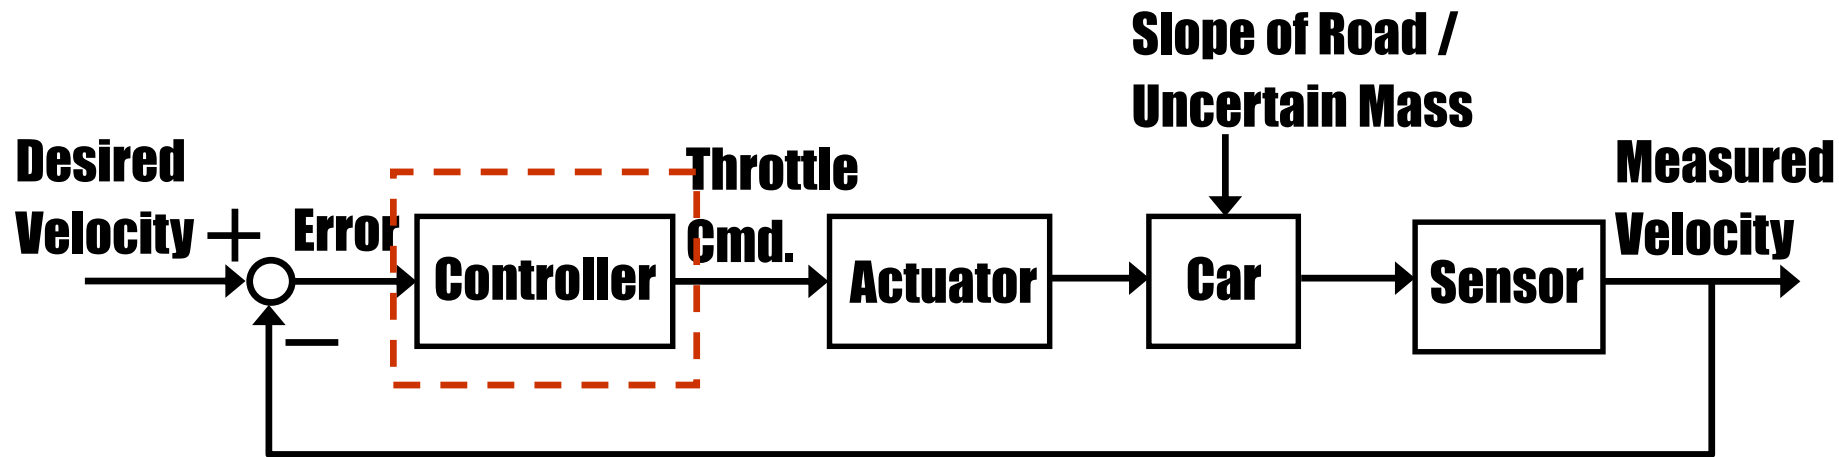 Slope of Road /
Uncertain Mass
Desired
Velocity
+
Error
−
Controller
Throttle
Cmd.
Actuator
Car
Sensor
Measured
Velocity